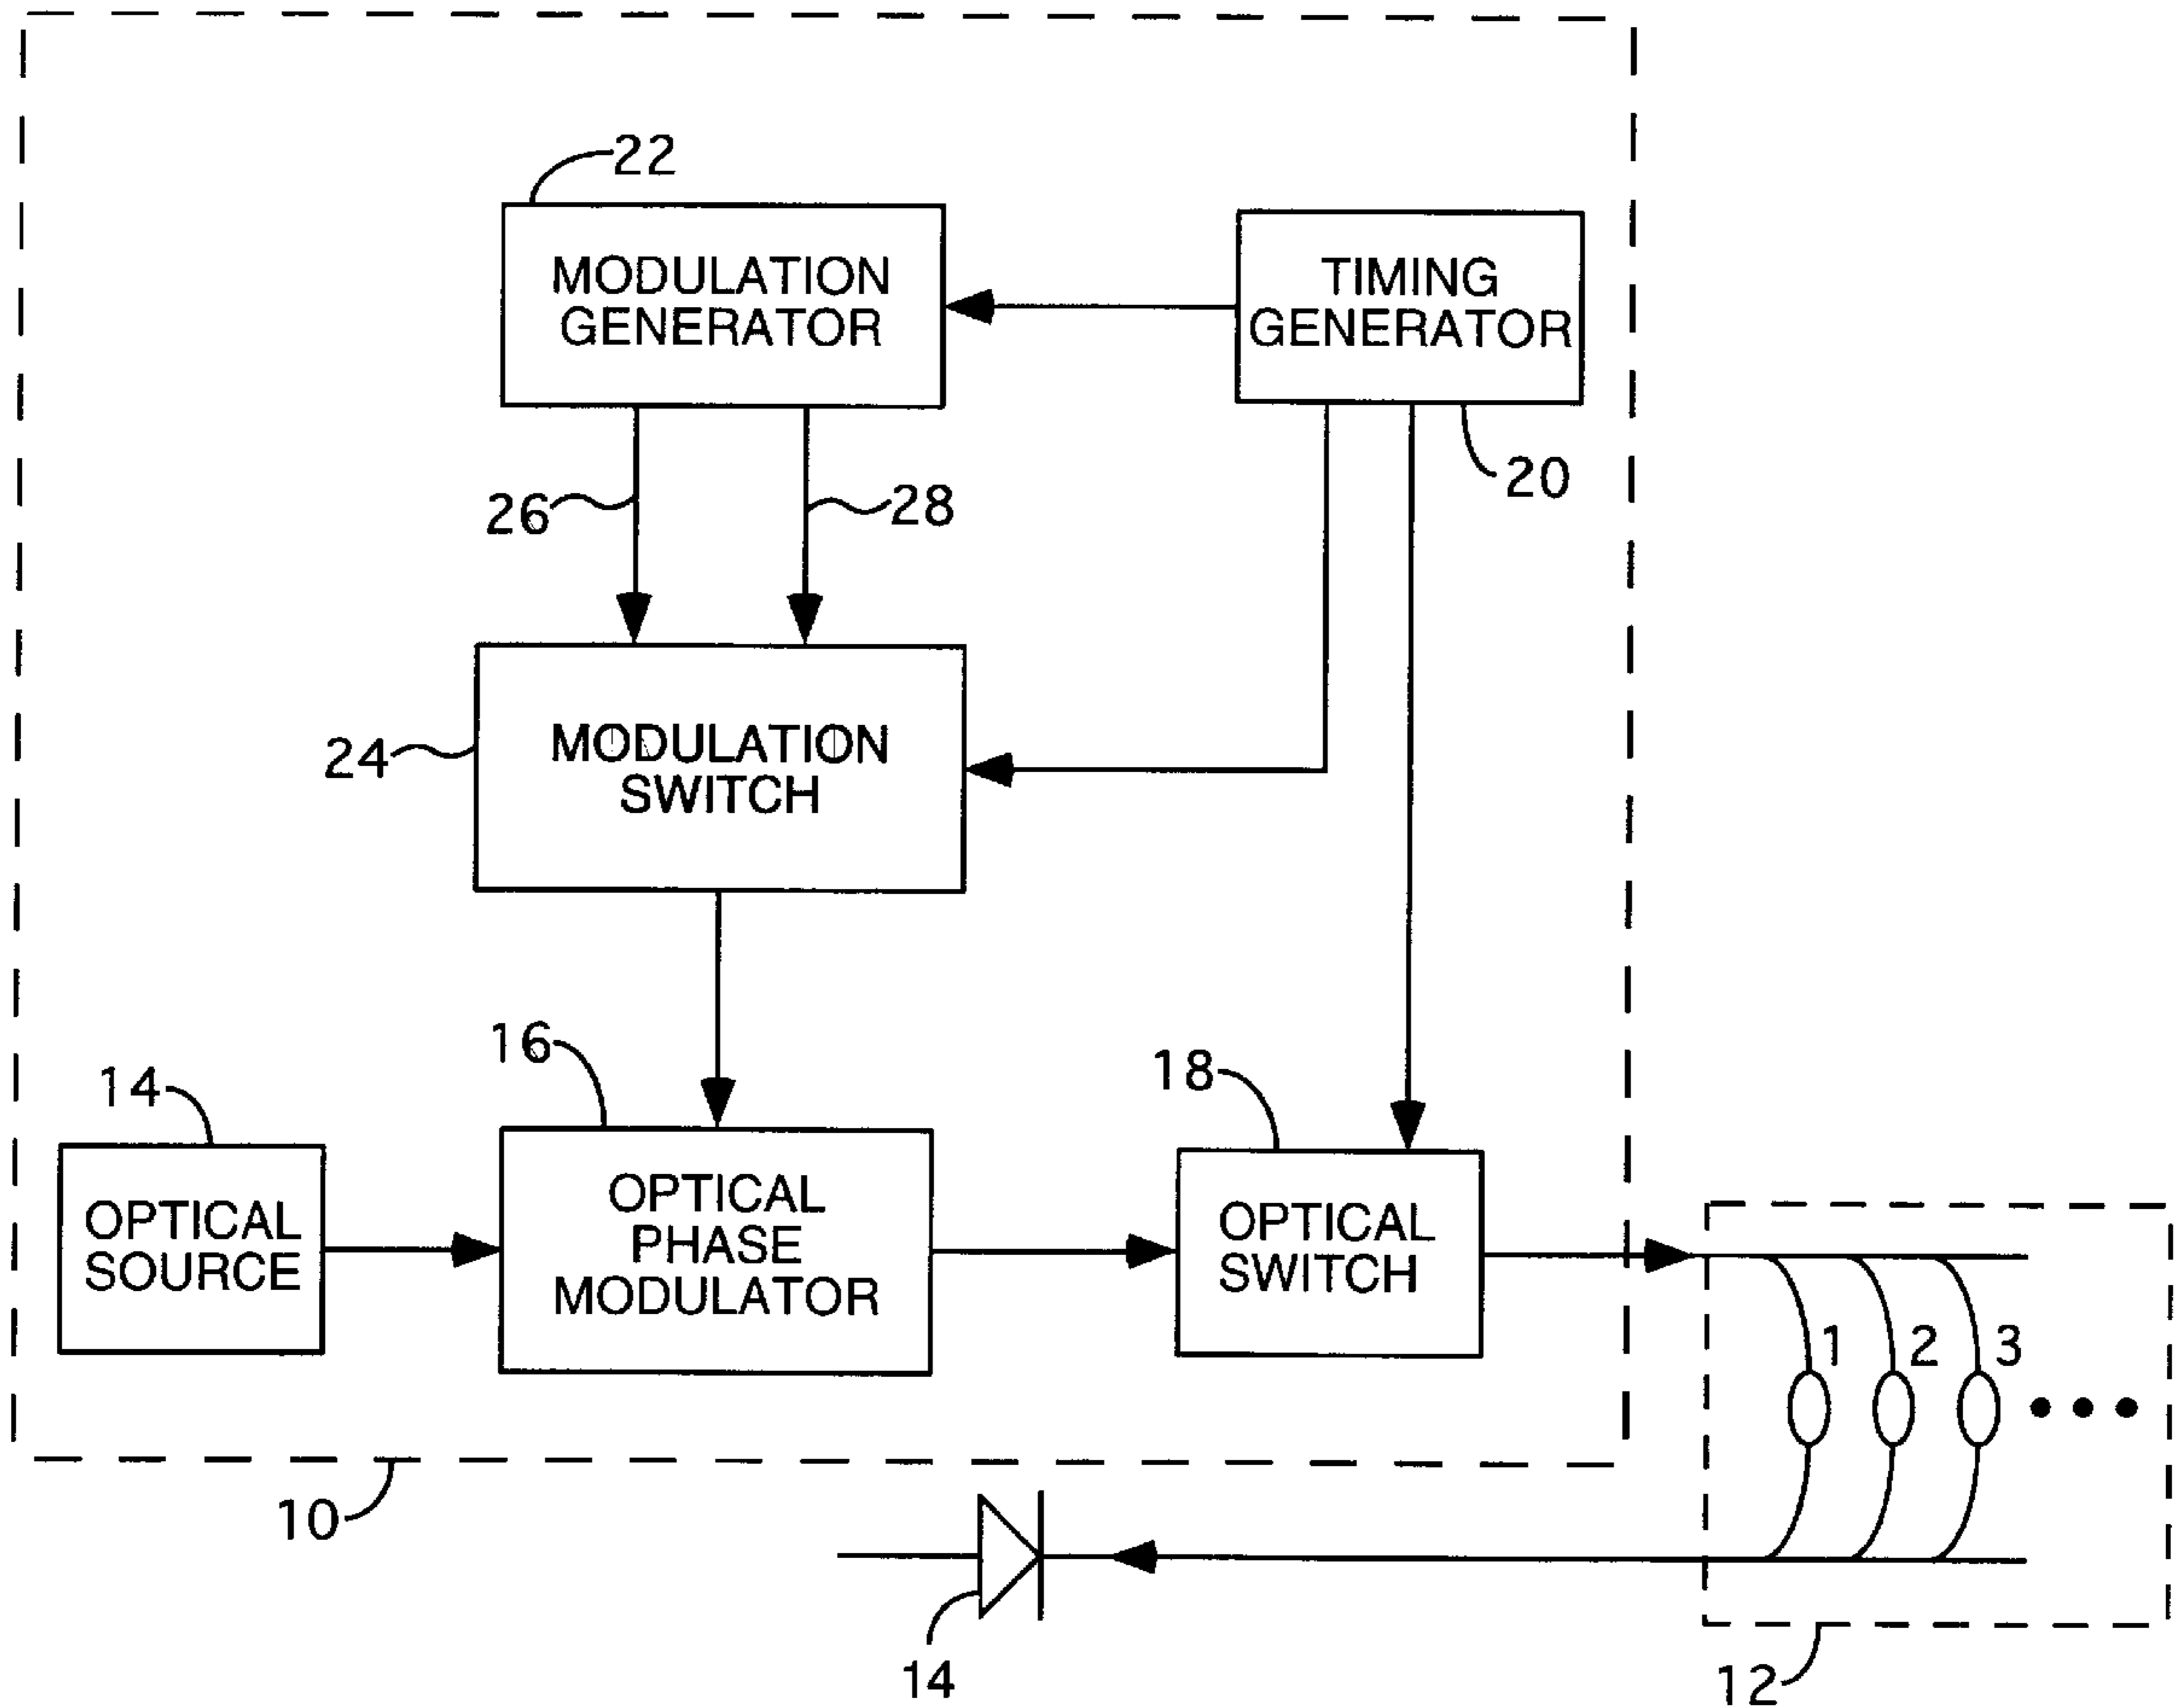 22
MODULATION
GENERATOR
TIMING
GENERATOR
26
28
20
24
MODULATION
SWITCH
16
18
14
OPTICAL
SOURCE
OPTICAL
PHASE
MODULATOR
OPTICAL
SWITCH
1 2 3
10
14
12